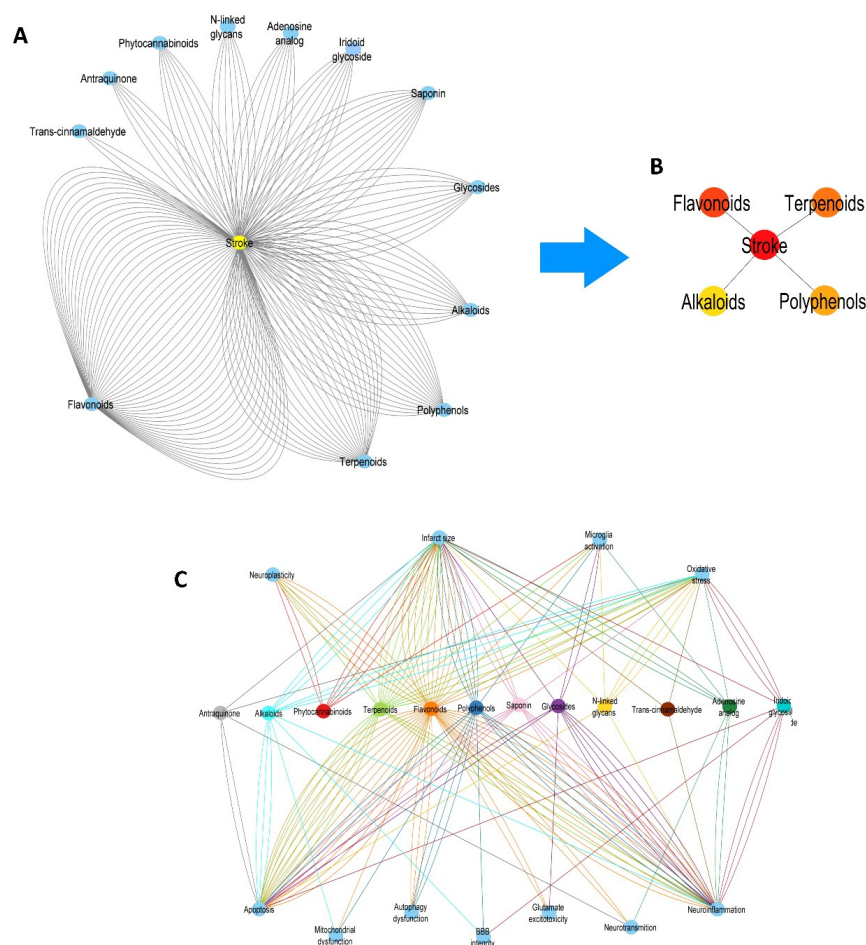 A
N-linked
glycans
Adenosine
analog
Phytocannabinoids
Iridoid
glycoside
Antraquinone
Saponin
Trans-cinnamaldehyde
Glycosides
Stroke
Alkaloids
Flavonoids
Polyphenols
Terpenoids
B
Flavonoids
Terpenoids
Stroke
Alkaloids
Polyphenols
C
Infarct size
Microglia
activation
Neuroplasticity
Oxidative
stress
Antraquinone
Alkaloids
Phytocannabinoids
Terpenoids
Flavonoids
Polyphenols
Saponin
Glycosides
N-linked
glycans
Trans-cinnamaldehyde
Adenosine
analog
Apoptosis
Mitochondrial
dysfunction
Autophagy
dysfunction
BBB
integrity
Glutamate
excitotoxicity
Neurotransmition
Neuroinflammation